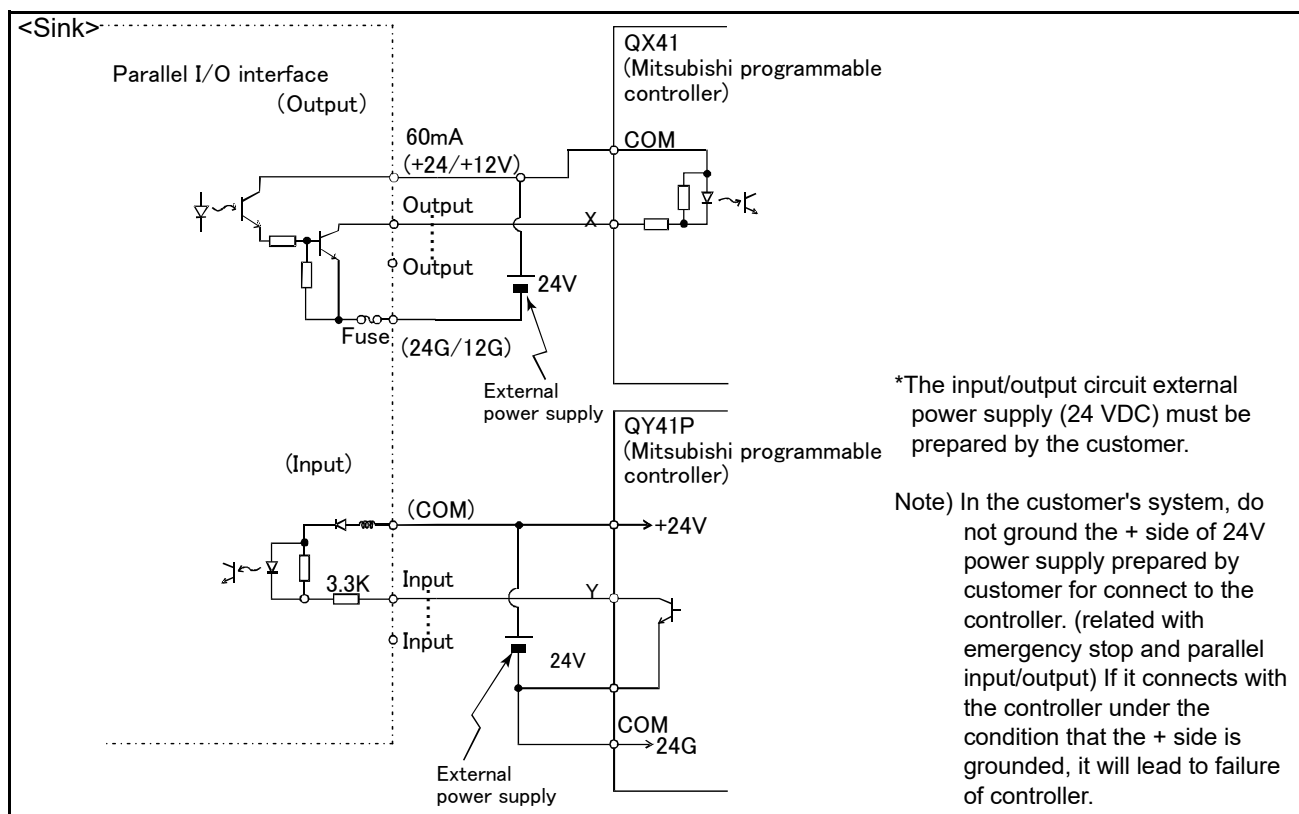 <Sink>
Parallel I/O interface
(Output)
60mA
(+24/+12V)
Output
Output
Fuse
(24G/12G)
24V
External
power supply
QX41
(Mitsubishi programmable
controller)
COM
X
(Input)
(COM)
3.3K
Input
Input
24V
External
power supply
QY41P
(Mitsubishi programmable
controller)
+24V
Y
COM
24G
*The input/output circuit external
power supply (24 VDC) must be
prepared by the customer.
Note) In the customer's system, do
not ground the + side of 24V
power supply prepared by
customer for connect to the
controller. (related with
emergency stop and parallel
input/output) If it connects with
the controller under the
condition that the + side is
grounded, it will lead to failure
of controller.